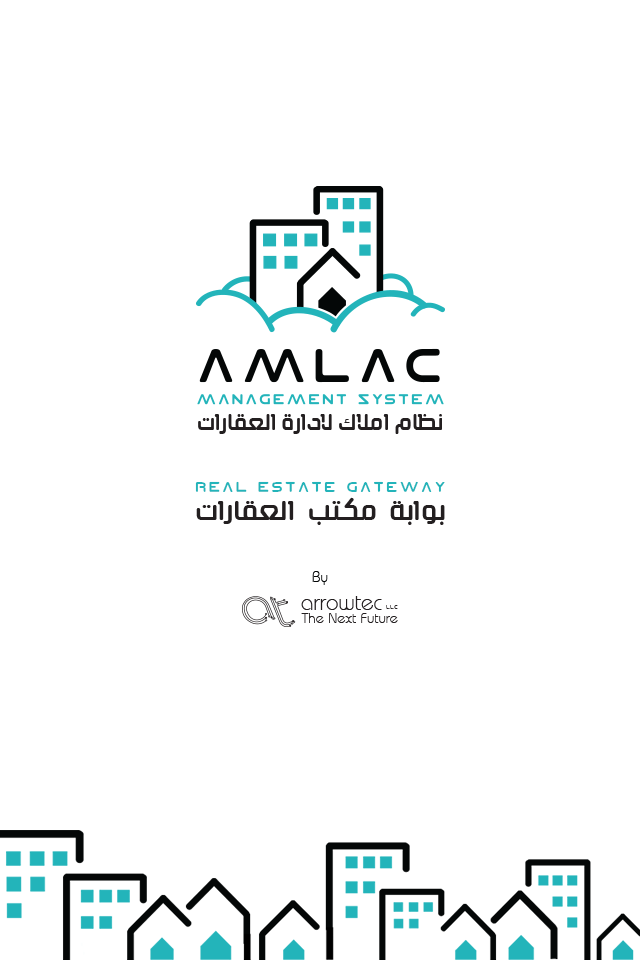 AMLAC
MANAGEMENT SYSTEM
نظام املاك لادارة العقارات
REAL ESTATE GATEWAY
بوابة مكتب العقارات
By
at arrowtec LLC
The Next Future